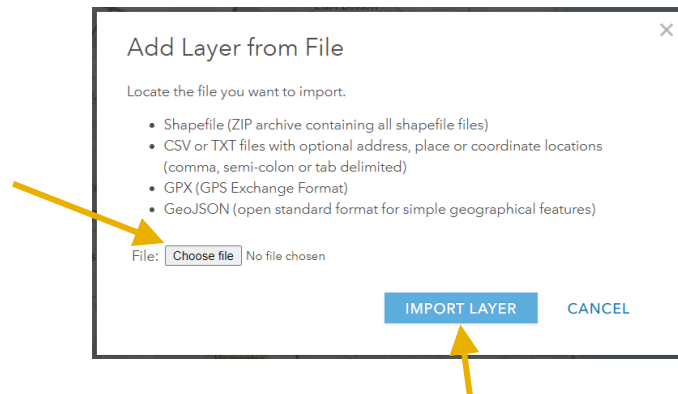 Add Layer from File
Locate the file you want to import.
• Shapefile (ZIP archive containing all shapefile files)
• CSV or TXT files with optional address, place or coordinate locations
(comma, semi-colon or tab delimited)
• GPX (GPS Exchange Format)
• GeoJSON (open standard format for simple geographical features)
File: Choose file No file chosen
IMPORT LAYER CANCEL